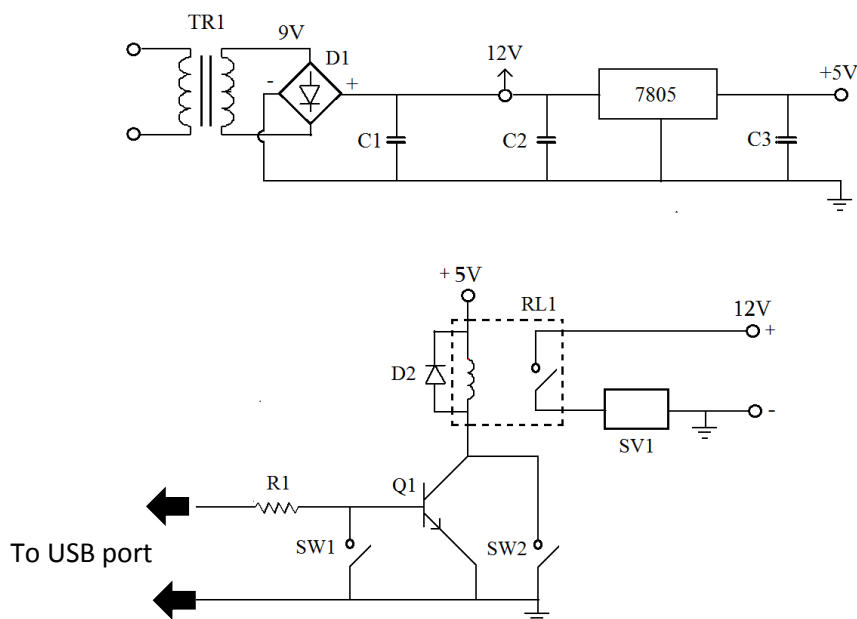 TR1
9V
D1
-
+
12V
7805
+5V
C1
C2
C3
+ 5V
RL1
12V
+
D2
-
SV1
R1
Q1
SW1
SW2
To USB port